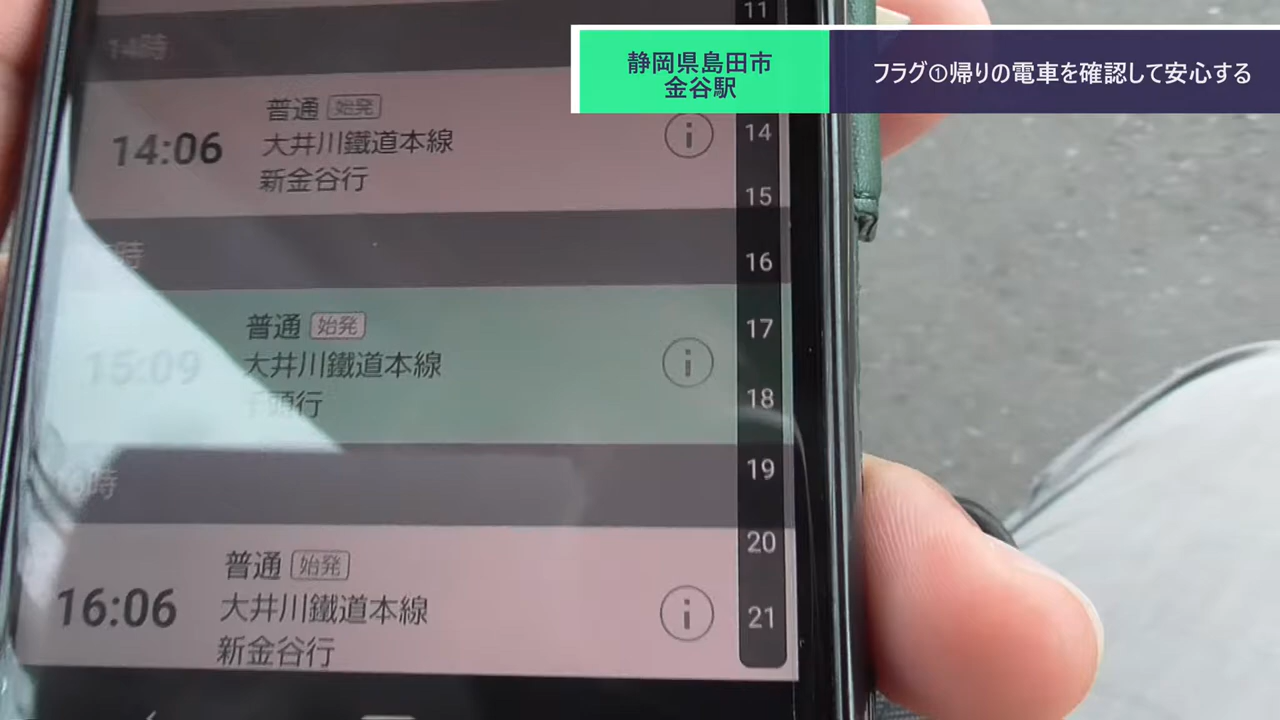 静岡県島田市
金谷駅
フラグ①帰りの電車を確認して安心する
11
14時
普通 始発
14:06
大井川鐵道本線
新金谷行
14
15
時
16
普通 始発
17
15:09
大井川鐵道本線
千頭行
18
19
16時
20
普通 始発
16:06
大井川鐵道本線
新金谷行
21